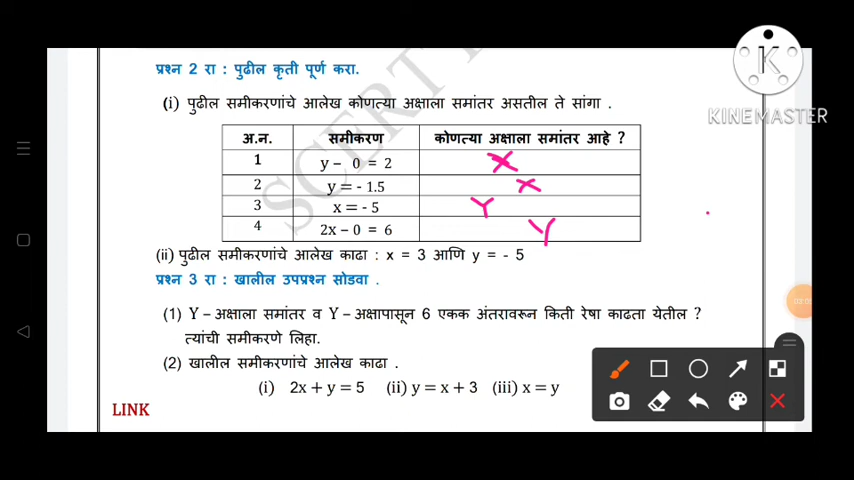 प्रश्न 2 रा : पुढील कृती पूर्ण करा.
(i) पुढील समीकरणांचे आलेख कोणत्या अक्षाला समांतर असतील ते सांगा .
अ.न. समीकरण कोणत्या अक्षाला समांतर आहे ?
1 y – 0 = 2 X
2 y = - 1.5 X
3 x = - 5 Y
4 2x – 0 = 6 Y
(ii) पुढील समीकरणांचे आलेख काढा : x = 3 आणि y = - 5
प्रश्न 3 रा : खालील उपप्रश्न सोडवा .
(1) Y – अक्षाला समांतर व Y – अक्षापासून 6 एकक अंतरावरून किती रेषा काढता येतील ?
त्यांची समीकरणे लिहा.
(2) खालील समीकरणांचे आलेख काढा .
(i) 2x + y = 5 (ii) y = x + 3 (iii) x = y
LINK
SCERT
K
KINEMASTER